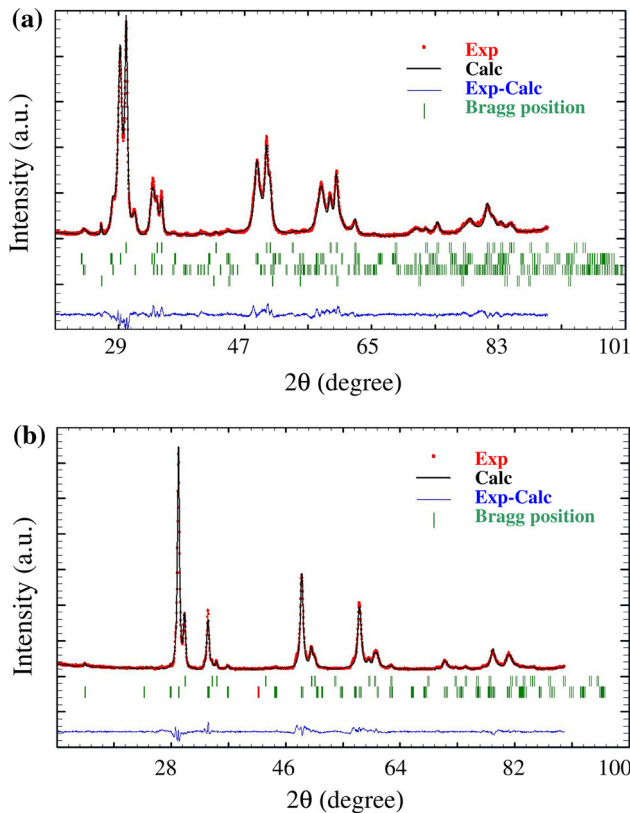 (a)
Exp
Calc
Exp-Calc
Bragg position
Intensity (a.u.)
29 47 65 83 101
2θ (degree)
(b)
Exp
Calc
Exp-Calc
Bragg position
Intensity (a.u.)
28 46 64 82 100
2θ (degree)